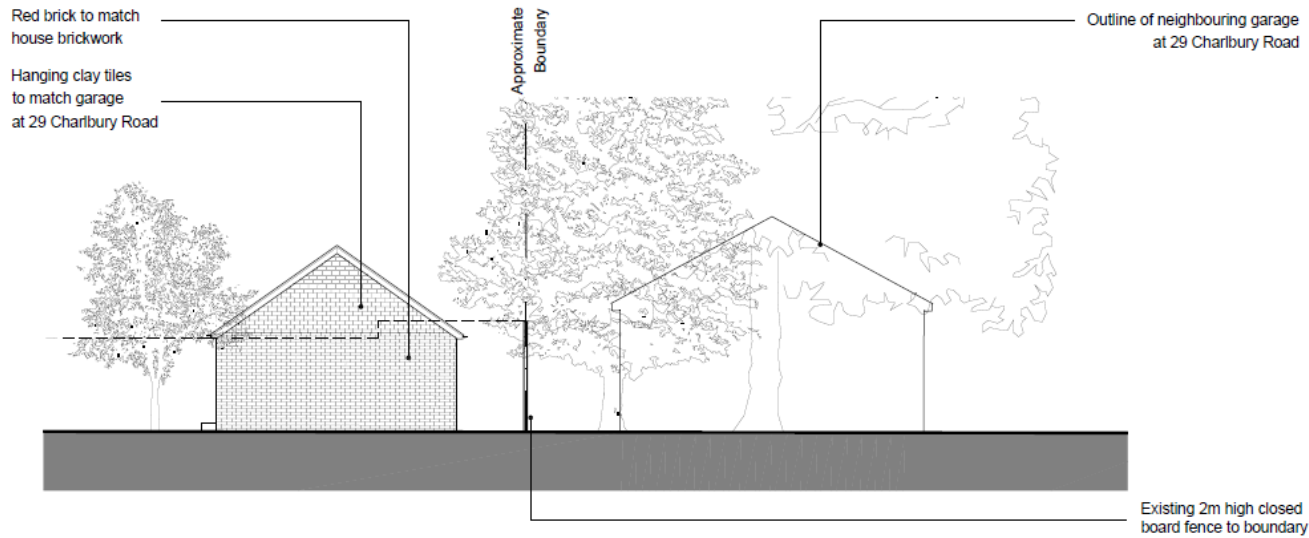 Red brick to match
house brickwork
Hanging clay tiles
to match garage
at 29 Charlbury Road
Approximate
Boundary
Outline of neighbouring garage
at 29 Charlbury Road
Existing 2m high closed
board fence to boundary